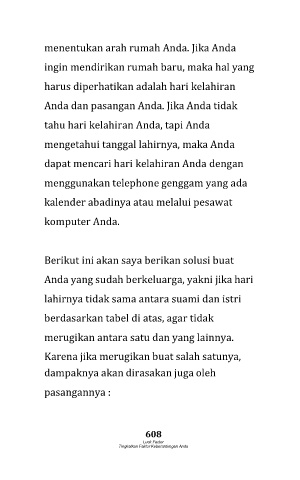 menentukan arah rumah Anda. Jika Anda
ingin mendirikan rumah baru, maka hal yang
harus diperhatikan adalah hari kelahiran
Anda dan pasangan Anda. Jika Anda tidak
tahu hari kelahiran Anda, tapi Anda
mengetahui tanggal lahirnya, maka Anda
dapat mencari hari kelahiran Anda dengan
menggunakan telephone genggam yang ada
kalender abadinya atau melalui pesawat
komputer Anda.
Berikut ini akan saya berikan solusi buat
Anda yang sudah berkeluarga, yakni jika hari
lahirnya tidak sama antara suami dan istri
berdasarkan tabel di atas, agar tidak
merugikan antara satu dan yang lainnya.
Karena jika merugikan buat salah satunya,
dampaknya akan dirasakan juga oleh
pasangannya :
608
Luck Factor
Tingkatkan Faktor Keberuntungan Anda